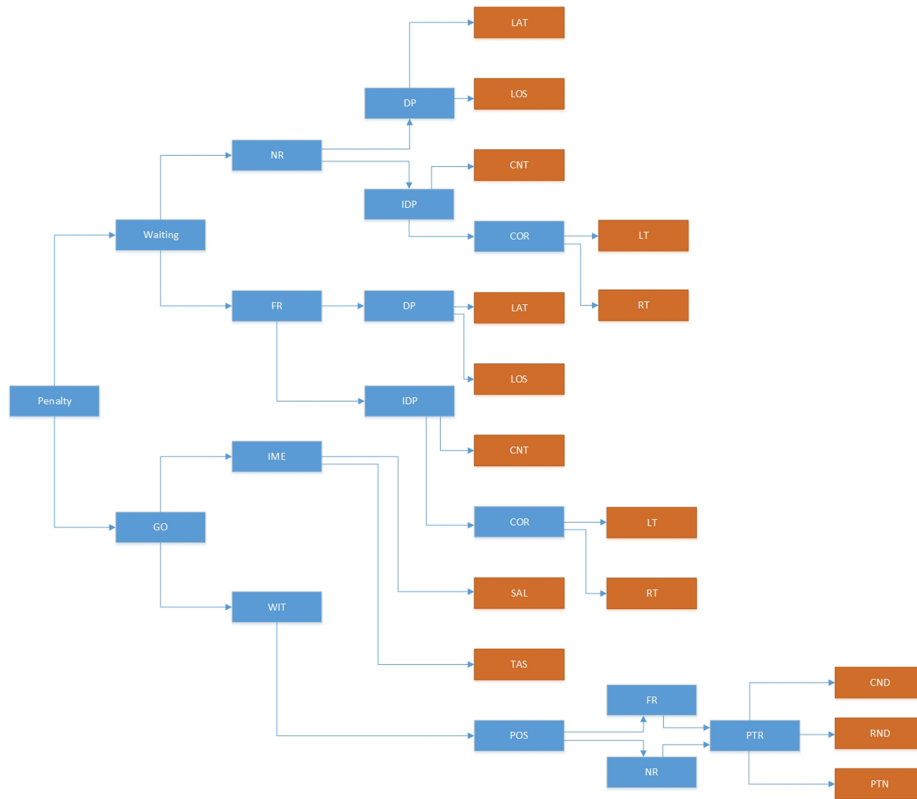 LAT
DP
LOS
NR
CNT
IDP
Waiting
COR
LT
FR
DP
LAT
RT
LOS
Penalty
IDP
IME
CNT
GO
COR
LT
WIT
SAL
RT
TAS
CND
FR
POS
PTR
RND
NR
PTN